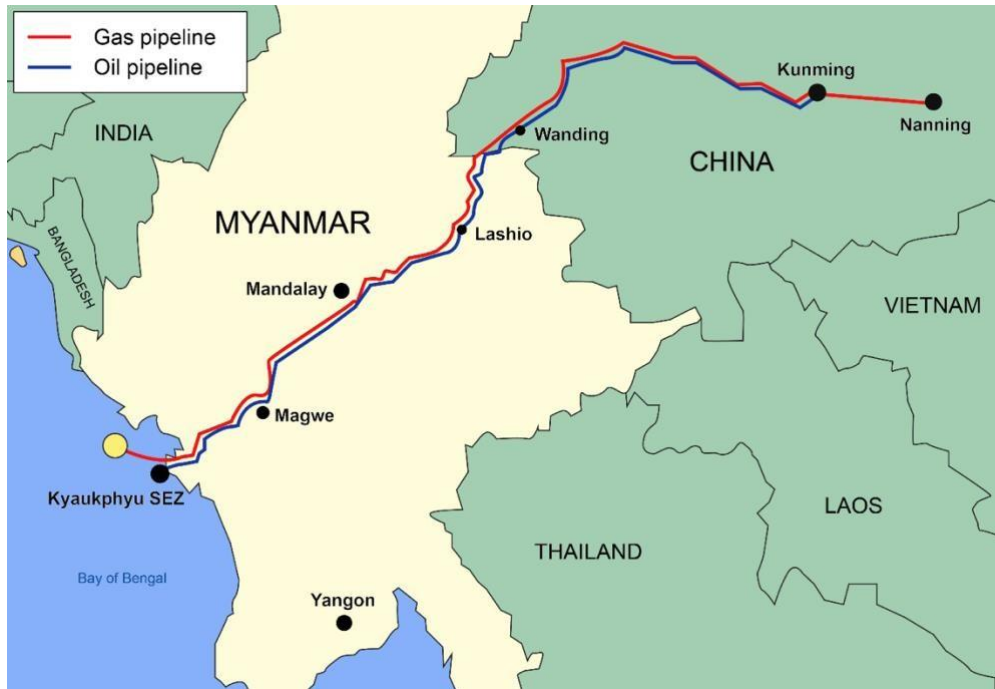 Gas pipeline
Oil pipeline
Kunming
Nanning
INDIA
Wanding
CHINA
MYANMAR
BANGLADESH
Lashio
Mandalay
VIETNAM
Magwe
Kyaukphyu SEZ
LAOS
THAILAND
Bay of Bengal
Yangon